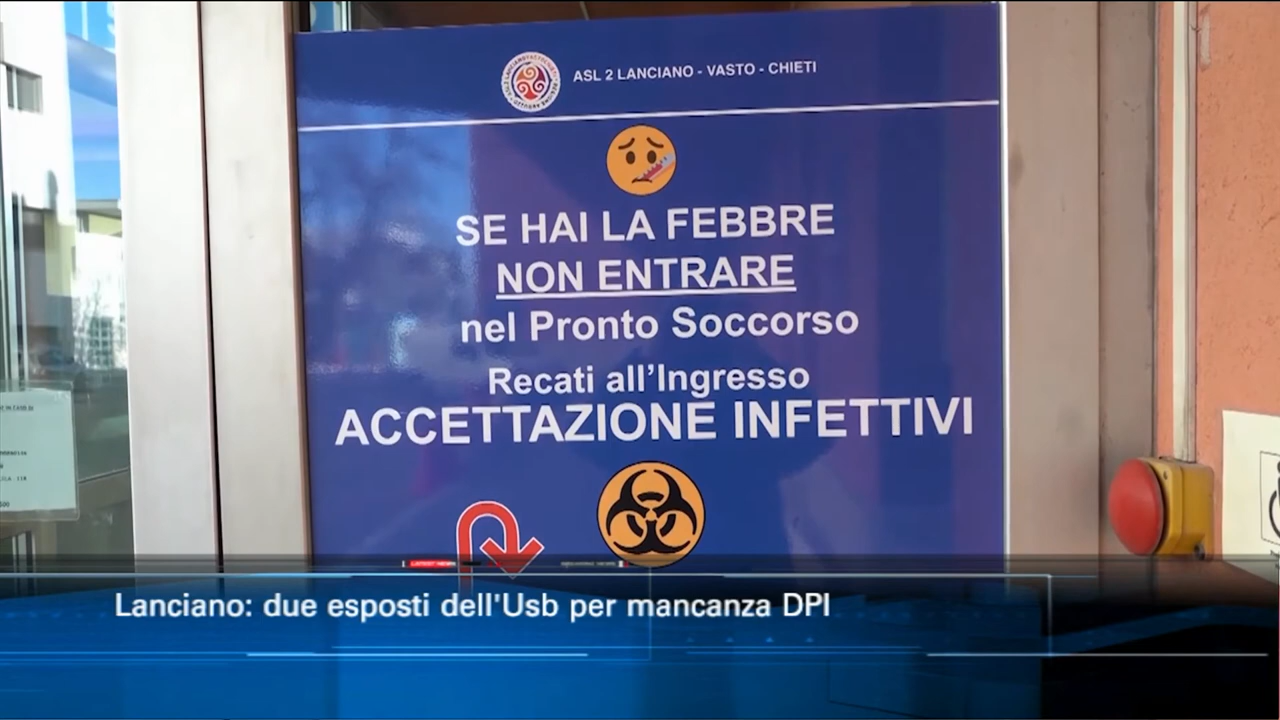 ASL 2 LANCIANO - VASTO - CHIETI
SE HAI LA FEBBRE
NON ENTRARE
nel Pronto Soccorso
Recati all'Ingresso
ACCETTAZIONE INFETTIVI
Lanciano: due esposti dell'Usb per mancanza DPI